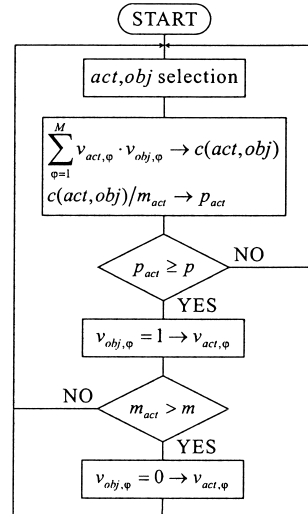 START
act,obj selection
M
∑ v_act,φ · v_obj,φ → c(act,obj)
φ=1
c(act,obj)/m_act → p_act
p_act ≥ p
NO
YES
v_obj,φ = 1 → v_act,φ
NO
m_act > m
YES
v_obj,φ = 0 → v_act,φ